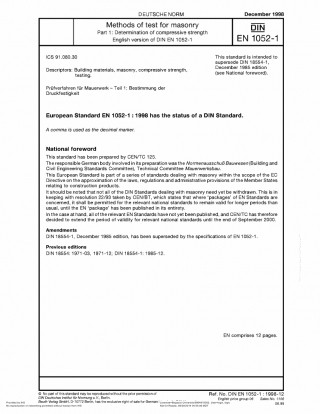 DEUTSCHE NORM
December 1998
Methods of test for masonry
Part 1: Determination of compressive strength
English version of DIN EN 1052-1
DIN
EN 1052-1
ICS 91.080.30
Descriptors: Building materials, masonry, compressive strength,
testing.
Prüfverfahren für Mauerwerk – Teil 1: Bestimmung der
Druckfestigkeit
This standard is intended to
supersede DIN 18554-1,
December 1985 edition
(see National foreword).
European Standard EN 1052-1 : 1998 has the status of a DIN Standard.
A comma is used as the decimal marker.
National foreword
This standard has been prepared by CEN/TC 125.
The responsible German body involved in its preparation was the Normenausschuß Bauwesen (Building and
Civil Engineering Standards Committee), Technical Committee Mauerwerksbau.
This European Standard is part of a series of standards dealing with masonry within the scope of the EC
Directive on the approximation of the laws, regulations and administrative provisions of the Member States
relating to construction products.
It should be noted that not all of the DIN Standards dealing with masonry need yet be withdrawn. This is in
keeping with resolution 22/93 taken by CEN/BT, which states that where 'packages' of EN Standards are
concerned, it shall be permitted for the relevant national standards to remain valid for longer periods than
usual, until the EN 'package' has been published in its entirety.
In the case at hand, all of the relevant EN Standards have not yet been published, and CEN/TC has therefore
decided to extend the period of validity for relevant national standards until the end of September 2000.
Amendments
DIN 18554-1, December 1985 edition, has been superseded by the specifications of EN 1052-1.
Previous editions
DIN 18554: 1971-03, 1971-12; DIN 18554-1: 1985-12.
EN comprises 12 pages.
© No part of this standard may be reproduced without the prior permission of
DIN Deutsches Institut für Normung e.V., Berlin.
Beuth Verlag GmbH, D-10772 Berlin, has the exclusive right of sale for German
Ref. No. DIN EN 1052-1 : 1998-12
English price group 08 Sales No. 1108